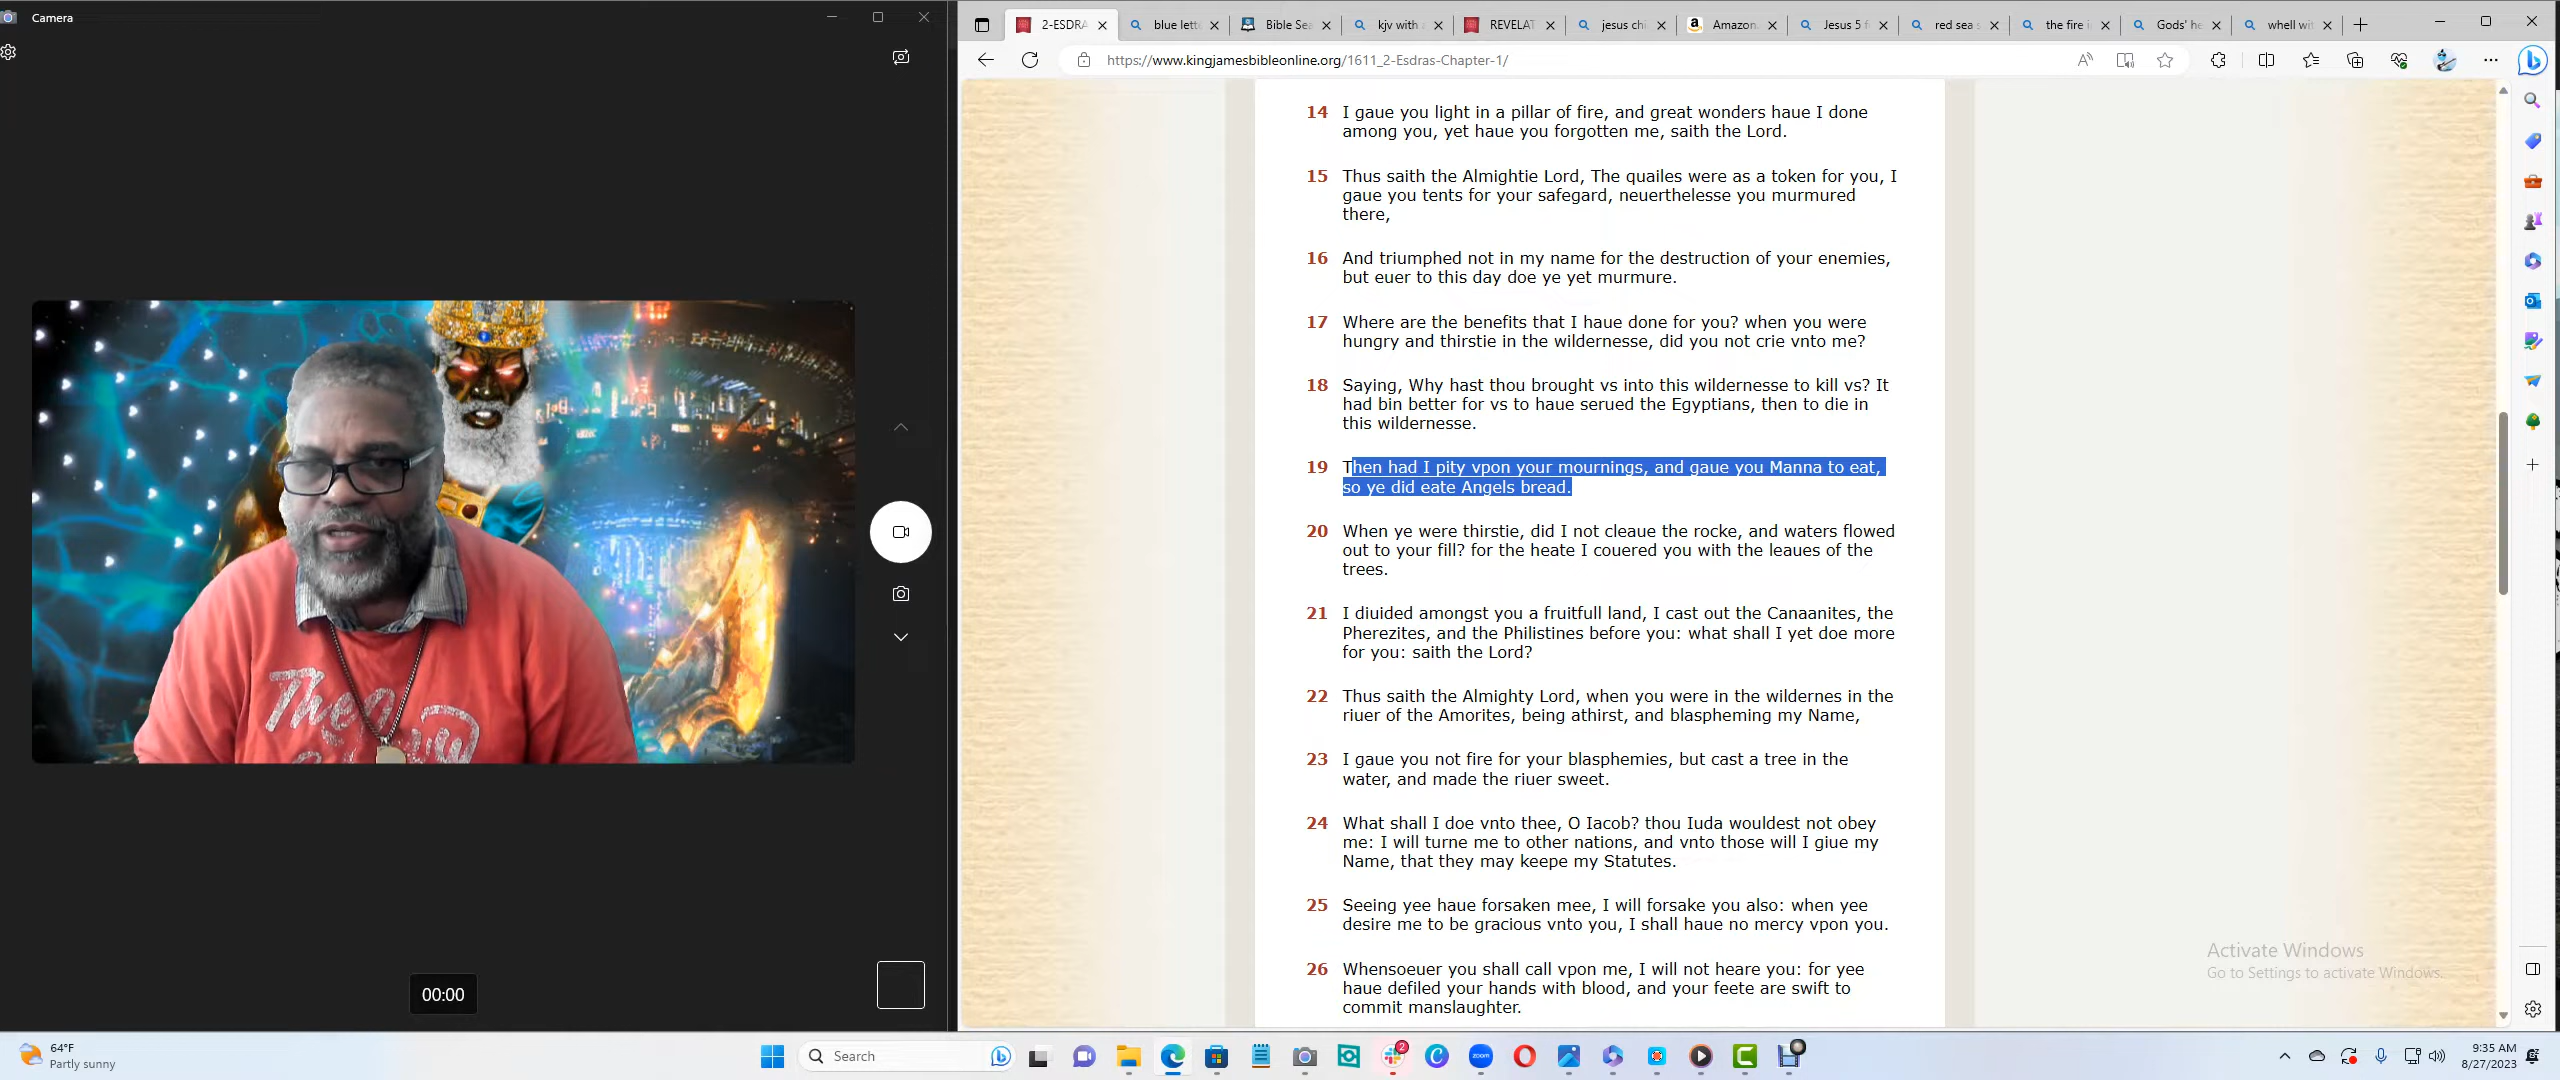 Camera
00:00
2-ESDRA
blue lett
Bible Sea
kjv with
REVELAT
jesus chi
Amazon.
Jesus 5 f
red sea s
the fire i
Gods' he
whell wit
https://www.kingjamesbibleonline.org/1611_2-Esdras-Chapter-1/
14 I gaue you light in a pillar of fire, and great wonders haue I done
among you, yet haue you forgotten me, saith the Lord.
15 Thus saith the Almightie Lord, The quailes were as a token for you, I
gaue you tents for your safegard, neuerthelesse you murmured
there,
16 And triumphed not in my name for the destruction of your enemies,
but euer to this day doe ye yet murmure.
17 Where are the benefits that I haue done for you? when you were
hungry and thirstie in the wildernesse, did you not crie vnto me?
18 Saying, Why hast thou brought vs into this wildernesse to kill vs? It
had bin better for vs to haue serued the Egyptians, then to die in
this wildernesse.
19 Then had I pity vpon your mournings, and gaue you Manna to eat,
so ye did eate Angels bread.
20 When ye were thirstie, did I not cleaue the rocke, and waters flowed
out to your fill? for the heate I couered you with the leaues of the
trees.
21 I diuided amongst you a fruitfull land, I cast out the Canaanites, the
Pherezites, and the Philistines before you: what shall I yet doe more
for you: saith the Lord?
22 Thus saith the Almighty Lord, when you were in the wildernes in the
riuer of the Amorites, being athirst, and blaspheming my Name,
23 I gaue you not fire for your blasphemies, but cast a tree in the
water, and made the riuer sweet.
24 What shall I doe vnto thee, O Iacob? thou Iuda wouldest not obey
me: I will turne me to other nations, and vnto those will I giue my
Name, that they may keepe my Statutes.
25 Seeing yee haue forsaken mee, I will forsake you also: when yee
desire me to be gracious vnto you, I shall haue no mercy vpon you.
26 Whensoeuer you shall call vpon me, I will not heare you: for yee
haue defiled your hands with blood, and your feete are swift to
commit manslaughter.
Activate Windows
Go to Settings to activate Windows.
64°F
Partly sunny
Search
2
zoom
9:35 AM
8/27/2023